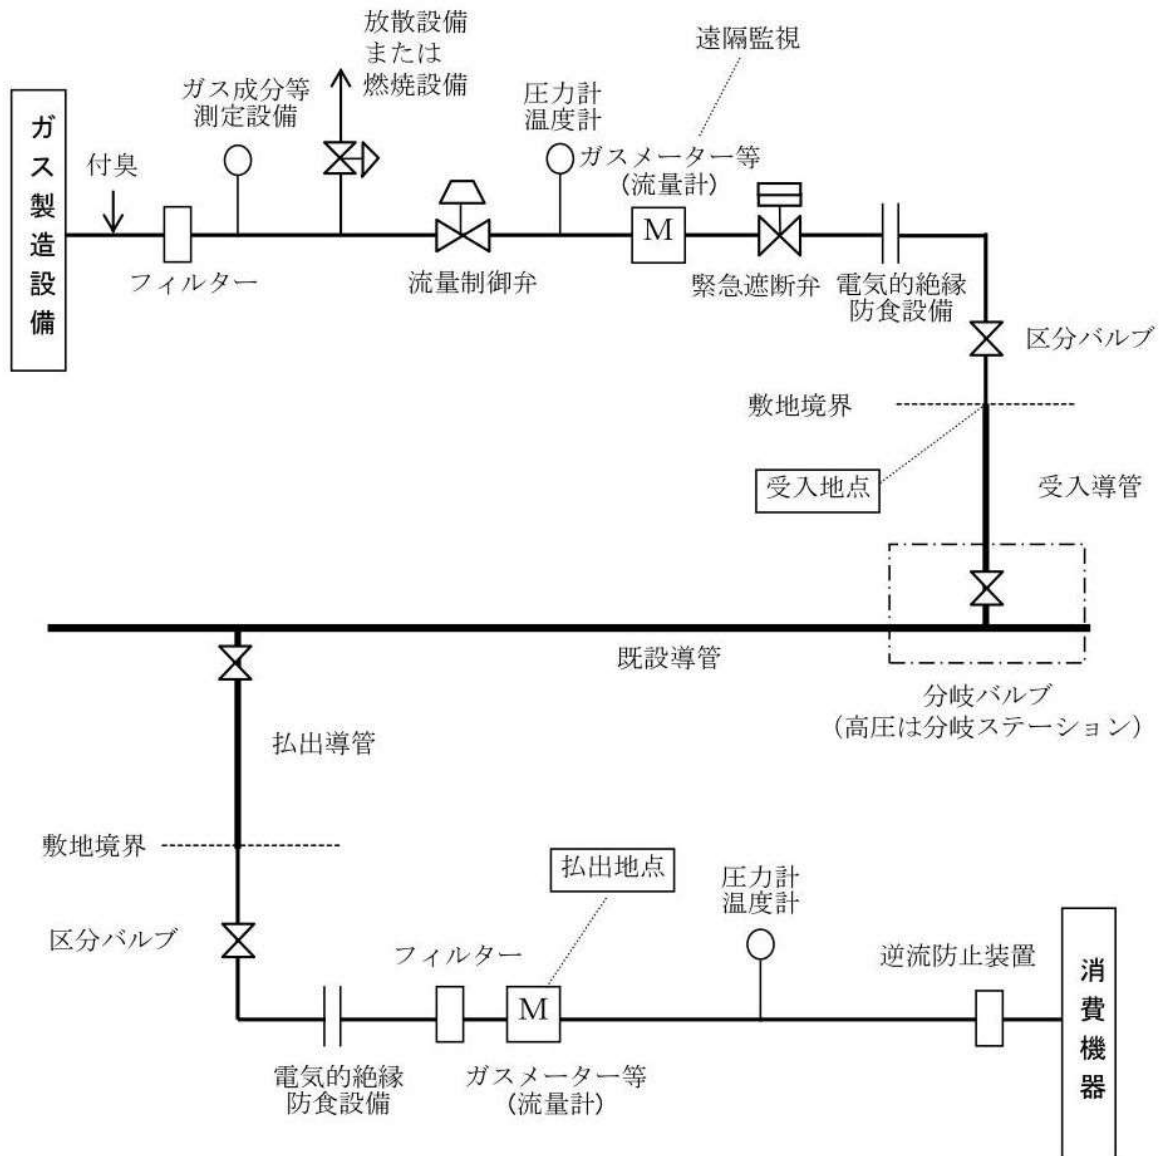 放散設備
または
燃焼設備
遠隔監視
ガス成分等
測定設備
圧力計
温度計
ガス製造設備
付臭
ガスメーター等
(流量計)
M
フィルター
流量制御弁
緊急遮断弁
電気的絶縁
防食設備
区分バルブ
敷地境界
受入地点
受入導管
既設導管
分岐バルブ
（高圧は分岐ステーション）
払出導管
敷地境界
払出地点
圧力計
温度計
区分バルブ
フィルター
逆流防止装置
消費機器
M
電気的絶縁
防食設備
ガスメーター等
(流量計)